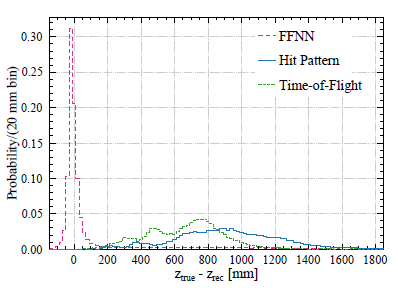 FFNN
Hit Pattern
Time-of-Flight
Probability/(20 mm bin)
0.30
0.25
0.20
0.15
0.10
0.05
0.00
0 200 400 600 800 1000 1200 1400 1600 1800
z_true - z_rec [mm]